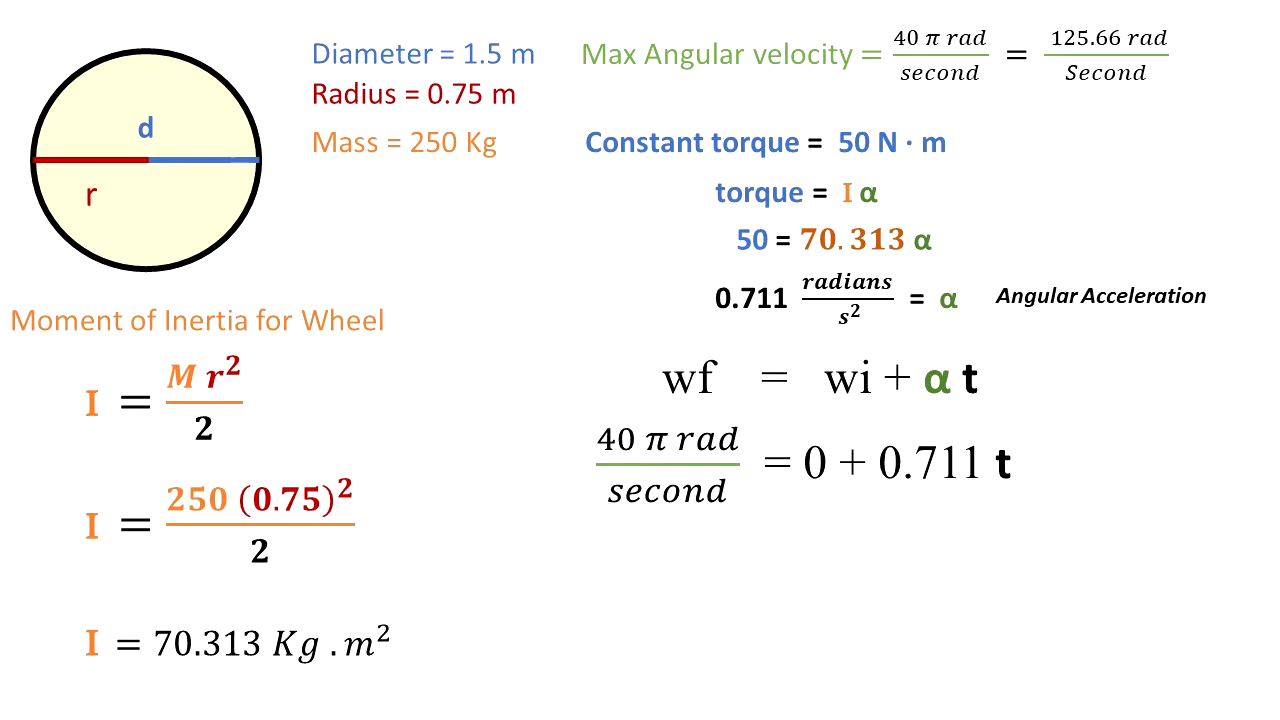 d
r
Diameter = 1.5 m
Radius = 0.75 m
Mass = 250 Kg
Moment of Inertia for Wheel
I = M r² / 2
I = 250 (0.75)² / 2
I = 70.313 Kg . m²
Max Angular velocity = 40 π rad / second = 125.66 rad / Second
Constant torque = 50 N · m
torque = I α
50 = 70.313 α
0.711 radians / s² = α Angular Acceleration
wf = wi + α t
40 π rad / second = 0 + 0.711 t